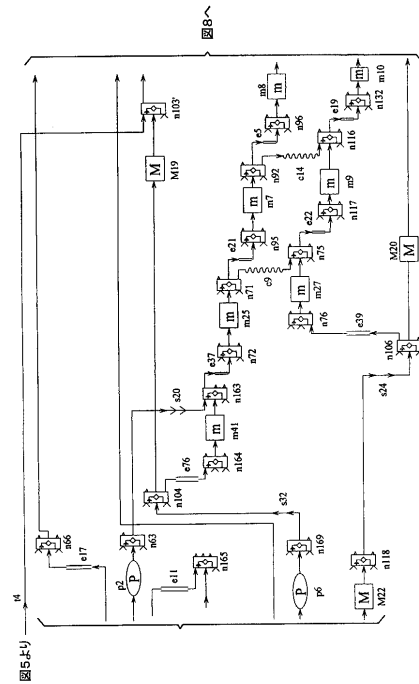 図8へ
図5より
t4
n66
e17
p2
P
n63
e11
n165
n104
e76
n164
m
m41
n163
s20
e37
n72
m
m25
n71
e21
n95
m
m7
n92
e5
n96
m8
m
M
M19
n103'
c9
c14
n76
m
m27
n75
e22
n117
m
m9
n116
e19
n132
m
m10
e39
P
p6
n169
s32
M
M22
n118
s24
n106
M20
M